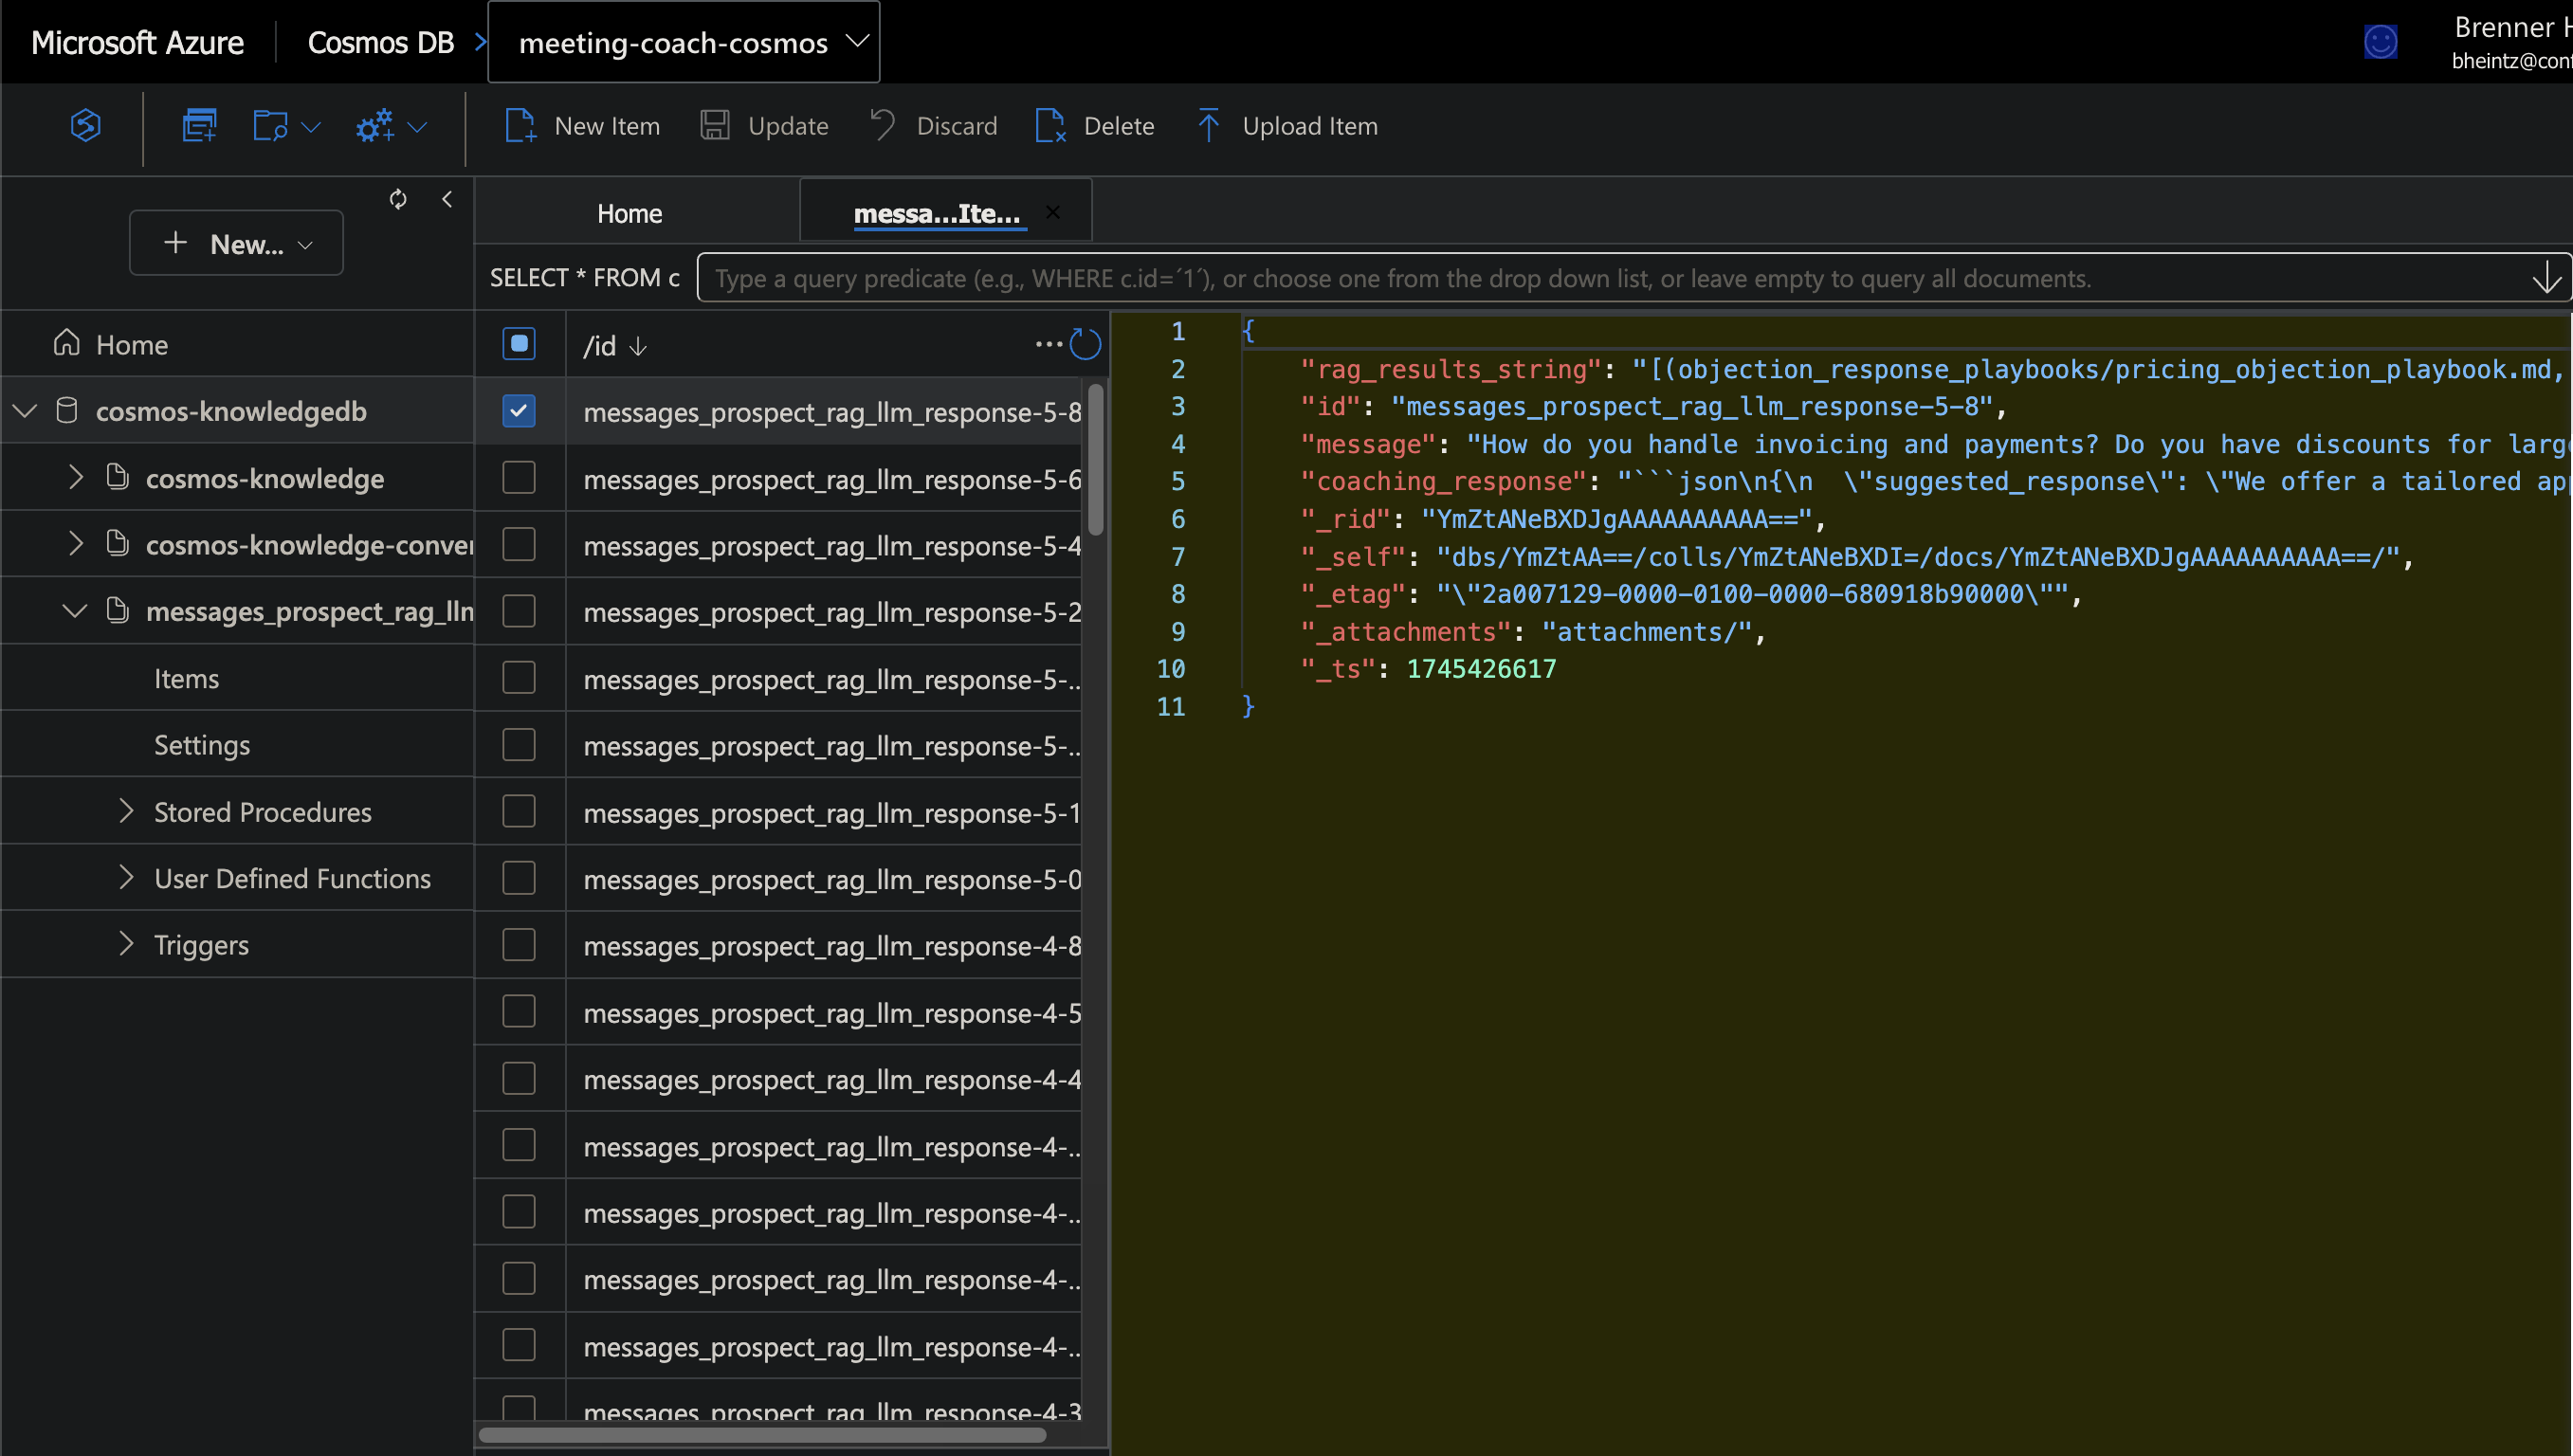 Microsoft Azure
Cosmos DB
meeting-coach-cosmos
Brenner H
bheintz@conf
New Item
Update
Discard
Delete
Upload Item
New...
Home
messa...Ite...
SELECT * FROM c
Type a query predicate (e.g., WHERE c.id=´1´), or choose one from the drop down list, or leave empty to query all documents.
Home
cosmos-knowledgedb
cosmos-knowledge
cosmos-knowledge-conver
messages_prospect_rag_llm
Items
Settings
Stored Procedures
User Defined Functions
Triggers
/id
messages_prospect_rag_llm_response-5-8
messages_prospect_rag_llm_response-5-6
messages_prospect_rag_llm_response-5-4
messages_prospect_rag_llm_response-5-2
messages_prospect_rag_llm_response-5-..
messages_prospect_rag_llm_response-5-..
messages_prospect_rag_llm_response-5-1
messages_prospect_rag_llm_response-5-0
messages_prospect_rag_llm_response-4-8
messages_prospect_rag_llm_response-4-5
messages_prospect_rag_llm_response-4-4
messages_prospect_rag_llm_response-4-..
messages_prospect_rag_llm_response-4-..
messages_prospect_rag_llm_response-4-..
messages_prospect_rag_llm_response-4-..
messages_prospect_rag_llm_response-4-3
1 {
2 "rag_results_string": "[(objection_response_playbooks/pricing_objection_playbook.md,
3 "id": "messages_prospect_rag_llm_response-5-8",
4 "message": "How do you handle invoicing and payments? Do you have discounts for large
5 "coaching_response": "```json\n{\n  \"suggested_response\": \"We offer a tailored app
6 "_rid": "YmZtANeBXDJgAAAAAAAAAA==",
7 "_self": "dbs/YmZtAA==/colls/YmZtANeBXDI=/docs/YmZtANeBXDJgAAAAAAAAAA==/",
8 "_etag": "\"2a007129-0000-0100-0000-680918b90000\"",
9 "_attachments": "attachments/",
10 "_ts": 1745426617
11 }